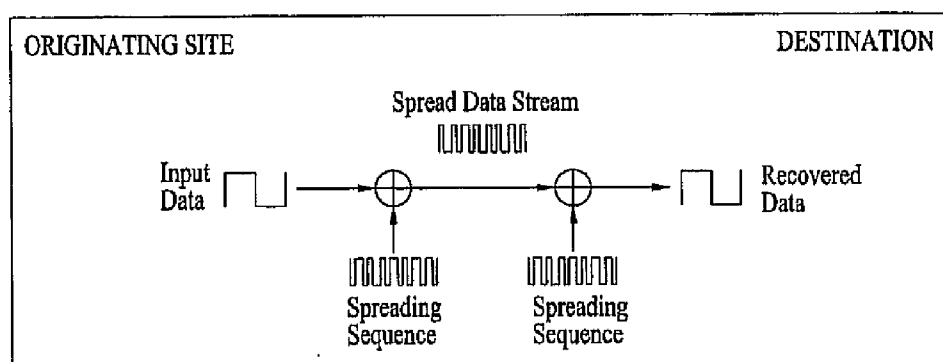 ORIGINATING SITE
DESTINATION
Spread Data Stream
Input
Data
Recovered
Data
Spreading
Sequence
Spreading
Sequence